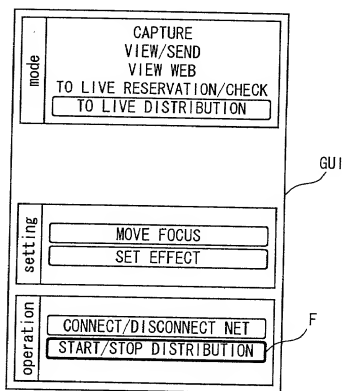 mode
CAPTURE
VIEW/SEND
VIEW WEB
TO LIVE RESERVATION/CHECK
TO LIVE DISTRIBUTION
GUI
setting
MOVE FOCUS
SET EFFECT
operation
CONNECT/DISCONNECT NET
START/STOP DISTRIBUTION
F